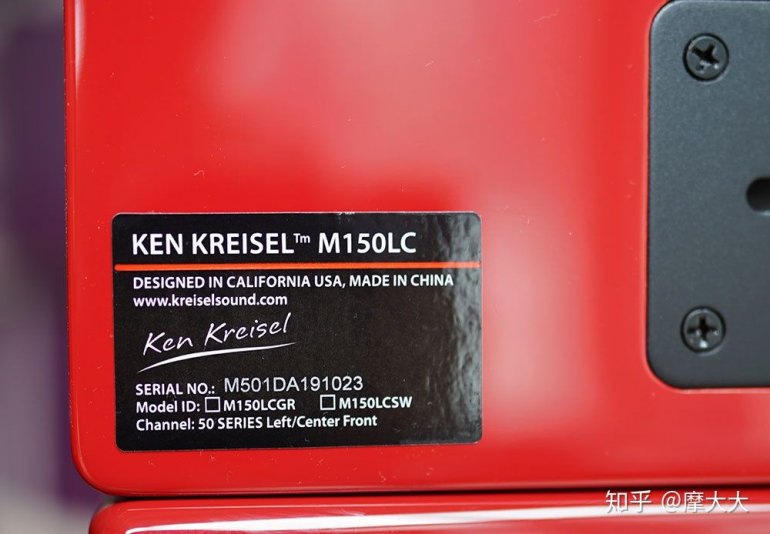 KEN KREISEL™ M150LC
DESIGNED IN CALIFORNIA USA, MADE IN CHINA
www.kreiselsound.com
Ken Kreisel
SERIAL NO.: M501DA191023
Model ID: ☐M150LCGR ☐M150LCSW
Channel: 50 SERIES Left/Center Front
知乎 @摩大大